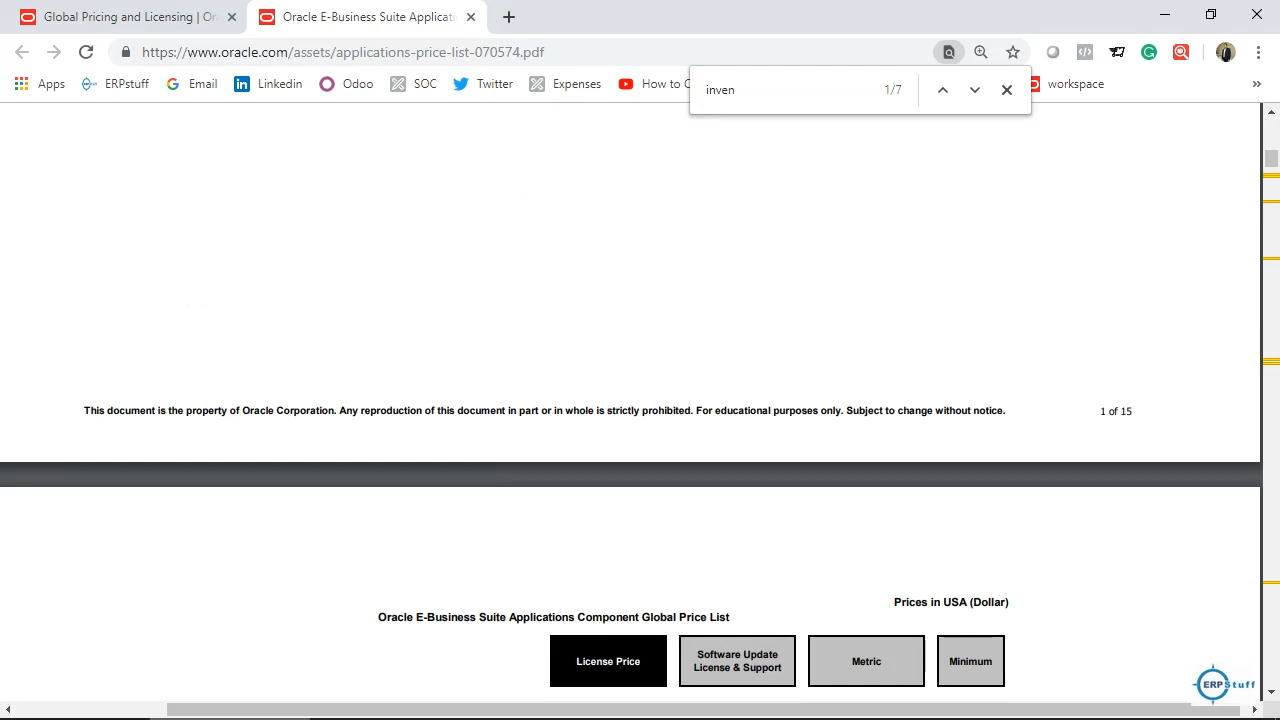 Global Pricing and Licensing | Or
Oracle E-Business Suite Applicati
https://www.oracle.com/assets/applications-price-list-070574.pdf
Apps
ERPstuff
Email
Linkedin
Odoo
SOC
Twitter
Expenses
How to C
workspace
»
inven
1/7
This document is the property of Oracle Corporation. Any reproduction of this document in part or in whole is strictly prohibited. For educational purposes only. Subject to change without notice.
1 of 15
Prices in USA (Dollar)
Oracle E-Business Suite Applications Component Global Price List
License Price
Software Update
License & Support
Metric
Minimum
ERPStuff